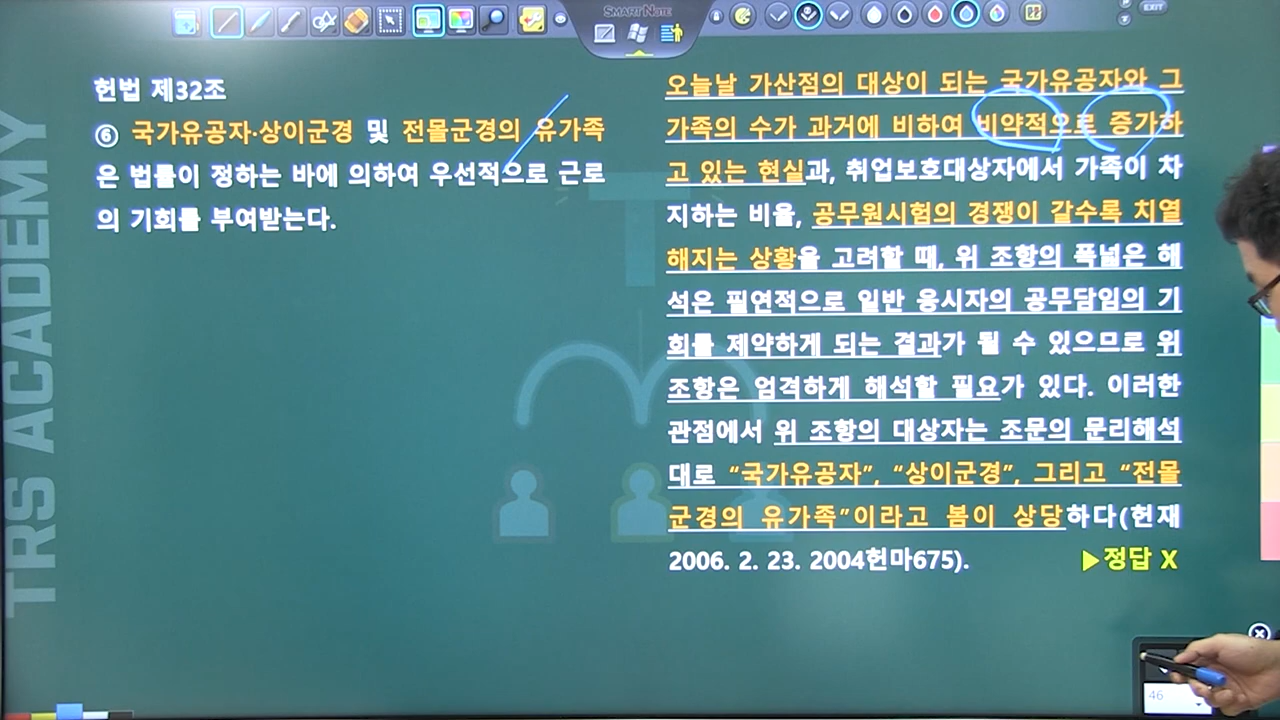 SMART NOTE
EXIT
TRS ACADEMY
헌법 제32조
⑥ 국가유공자·상이군경 및 전몰군경의 유가족
은 법률이 정하는 바에 의하여 우선적으로 근로
의 기회를 부여받는다.
오늘날 가산점의 대상이 되는 국가유공자와 그
가족의 수가 과거에 비하여 비약적으로 증가하
고 있는 현실과, 취업보호대상자에서 가족이 차
지하는 비율, 공무원시험의 경쟁이 갈수록 치열
해지는 상황을 고려할 때, 위 조항의 폭넓은 해
석은 필연적으로 일반 응시자의 공무담임의 기
회를 제약하게 되는 결과가 될 수 있으므로 위
조항은 엄격하게 해석할 필요가 있다. 이러한
관점에서 위 조항의 대상자는 조문의 문리해석
대로 “국가유공자”, “상이군경”, 그리고 “전몰
군경의 유가족”이라고 봄이 상당하다(헌재
2006. 2. 23. 2004헌마675).
▶정답 X
46